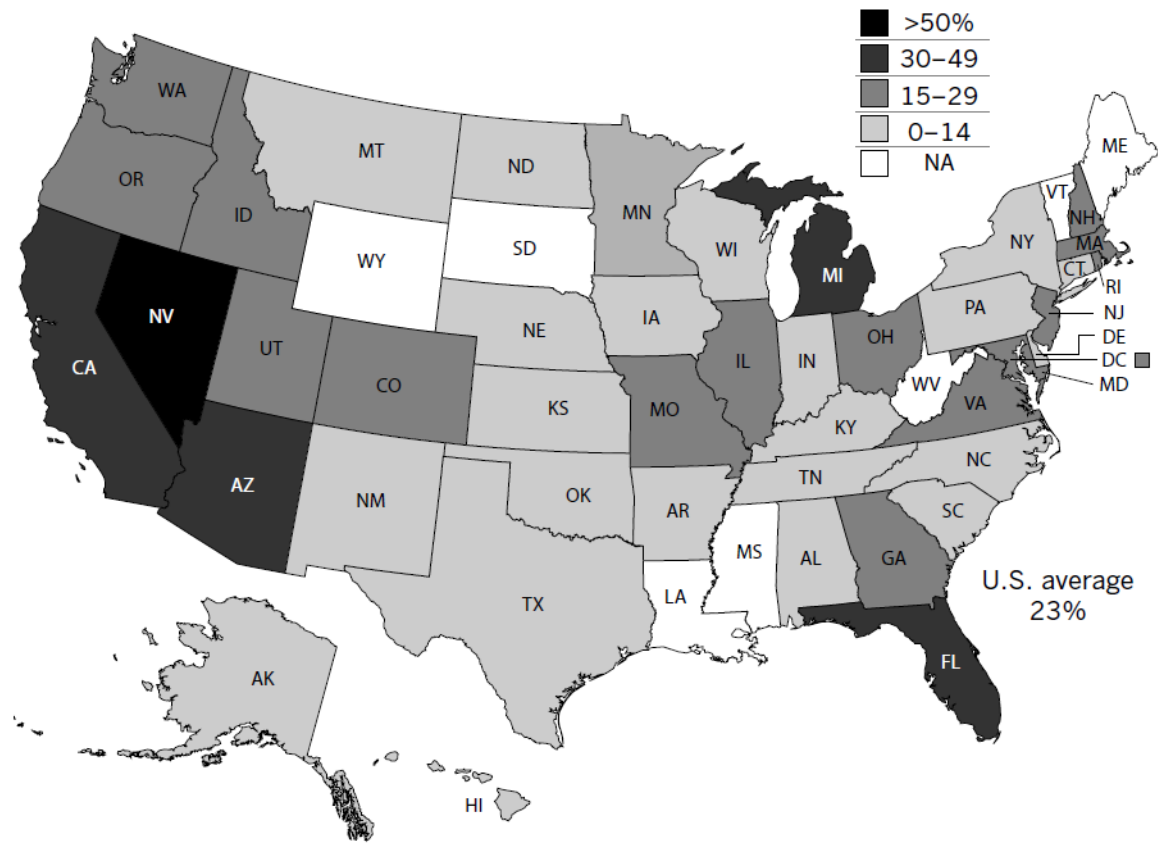 >50%
30–49
15–29
0–14
NA
WA
MT
ND
MN
ME
VT
NH
OR
ID
WY
SD
WI
MI
NY
MA
CT
RI
NV
CA
UT
CO
NE
IA
IL
IN
OH
PA
NJ
DE
DC
MD
WV
VA
KS
MO
KY
AZ
NM
OK
AR
TN
NC
SC
MS
AL
GA
TX
LA
U.S. average
23%
FL
AK
HI